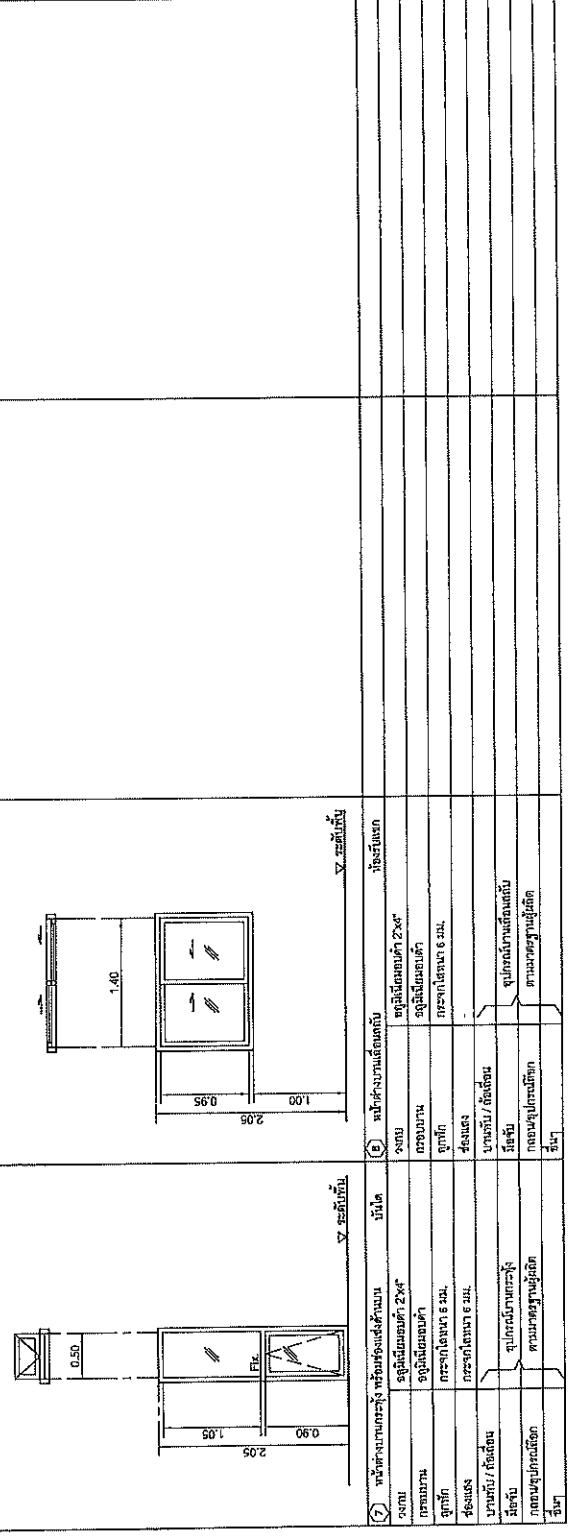 0.50
1.05
2.05
0.90
Fix.
ระดับพื้น
7 หน้าต่างบานกระทุ้ง พร้อมช่องแสงด้านบน บันได
วงกบ อลูมิเนียมอบดำ 2"x4"
กรอบบาน อลูมิเนียมอบดำ
ลูกฟัก กระจกใสหนา 6 มม.
ช่องแสง กระจกใสหนา 6 มม.
บานพับ / ล้อเลื่อน
มือจับ อุปกรณ์บานกระทุ้ง
กลอน/อุปกรณ์ล๊อก ตามมาตรฐานผู้ผลิต
อื่นๆ
1.40
0.95
2.05
1.00
ระดับพื้น
8 หน้าต่างบานเลื่อนสลับ ห้องรับแขก
วงกบ อลูมิเนียมอบดำ 2"x4"
กรอบบาน อลูมิเนียมอบดำ
ลูกฟัก กระจกใสหนา 6 มม.
ช่องแสง
บานพับ / ล้อเลื่อน
มือจับ อุปกรณ์บานเลื่อนสลับ
กลอน/อุปกรณ์ล๊อก ตามมาตรฐานผู้ผลิต
อื่นๆ